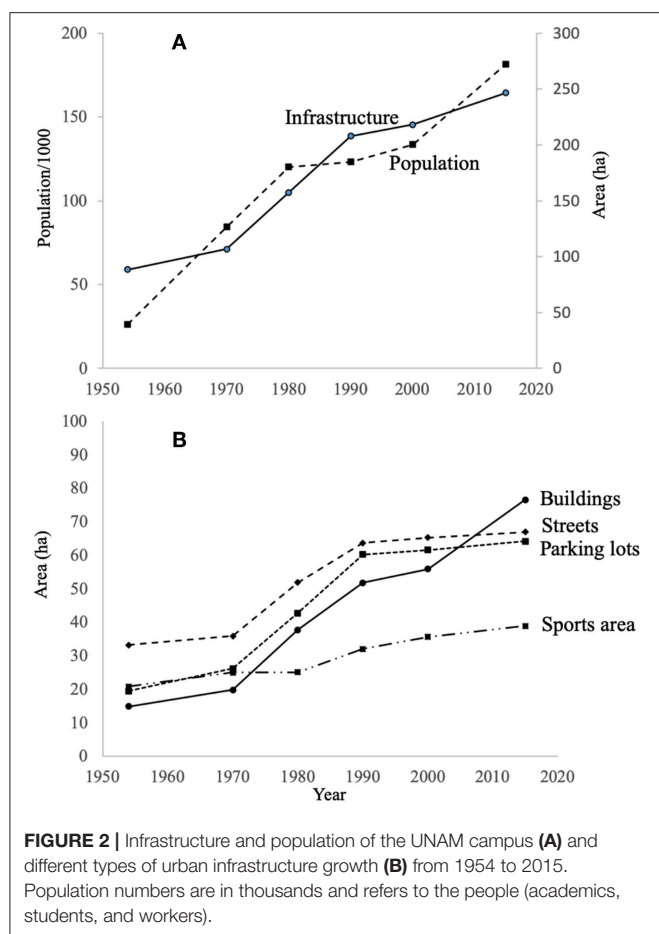 A
200
150
100
50
0
Population/1000
300
250
200
150
100
50
0
Area (ha)
Infrastructure
Population
1950 1960 1970 1980 1990 2000 2010 2020
B
100
90
80
70
60
50
40
30
20
10
0
Area (ha)
Buildings
Streets
Parking lots
Sports area
1950 1960 1970 1980 1990 2000 2010 2020
Year
FIGURE 2 | Infrastructure and population of the UNAM campus (A) and
different types of urban infrastructure growth (B) from 1954 to 2015.
Population numbers are in thousands and refers to the people (academics,
students, and workers).